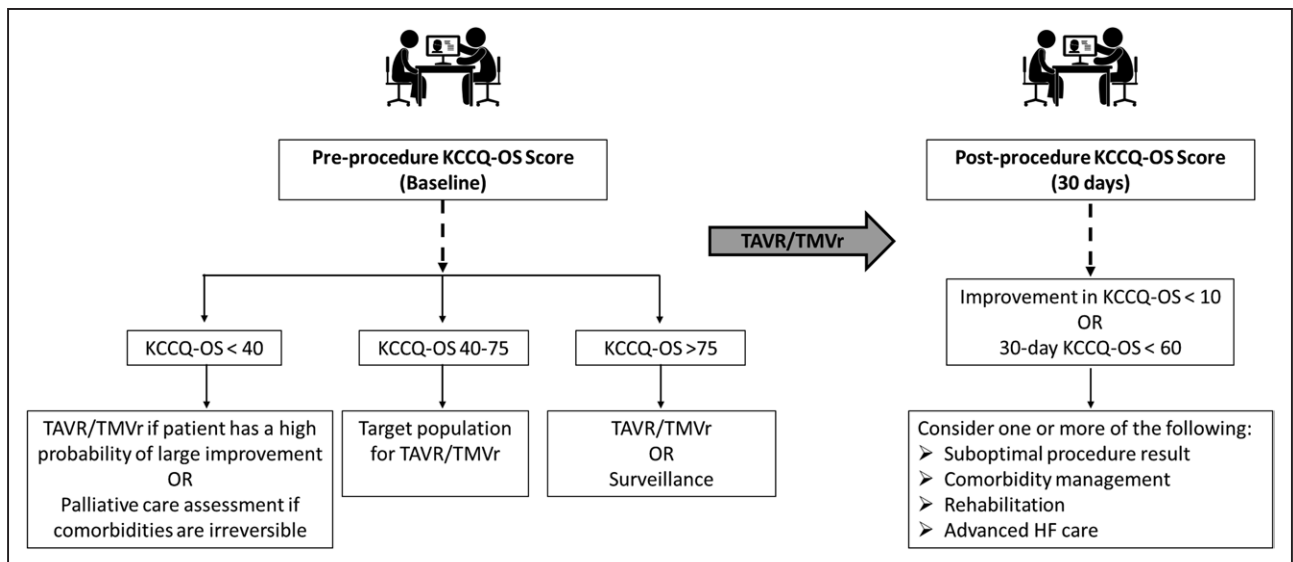 Pre-procedure KCCQ-OS Score
(Baseline)
KCCQ-OS < 40
KCCQ-OS 40-75
KCCQ-OS >75
TAVR/TMVr if patient has a high
probability of large improvement
OR
Palliative care assessment if
comorbidities are irreversible
Target population
for TAVR/TMVr
TAVR/TMVr
OR
Surveillance
TAVR/TMVr
Post-procedure KCCQ-OS Score
(30 days)
Improvement in KCCQ-OS < 10
OR
30-day KCCQ-OS < 60
Consider one or more of the following:
➢ Suboptimal procedure result
➢ Comorbidity management
➢ Rehabilitation
➢ Advanced HF care